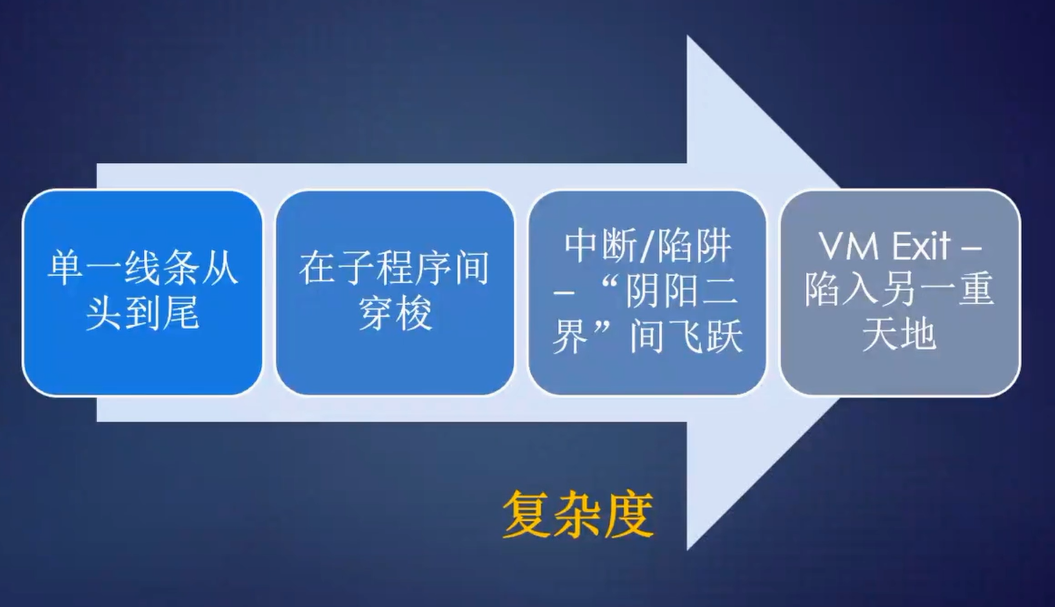 单一线条从
头到尾
在子程序间
穿梭
中断/陷阱
– “阴阳二
界”间飞跃
VM Exit –
陷入另一重
天地
复杂度